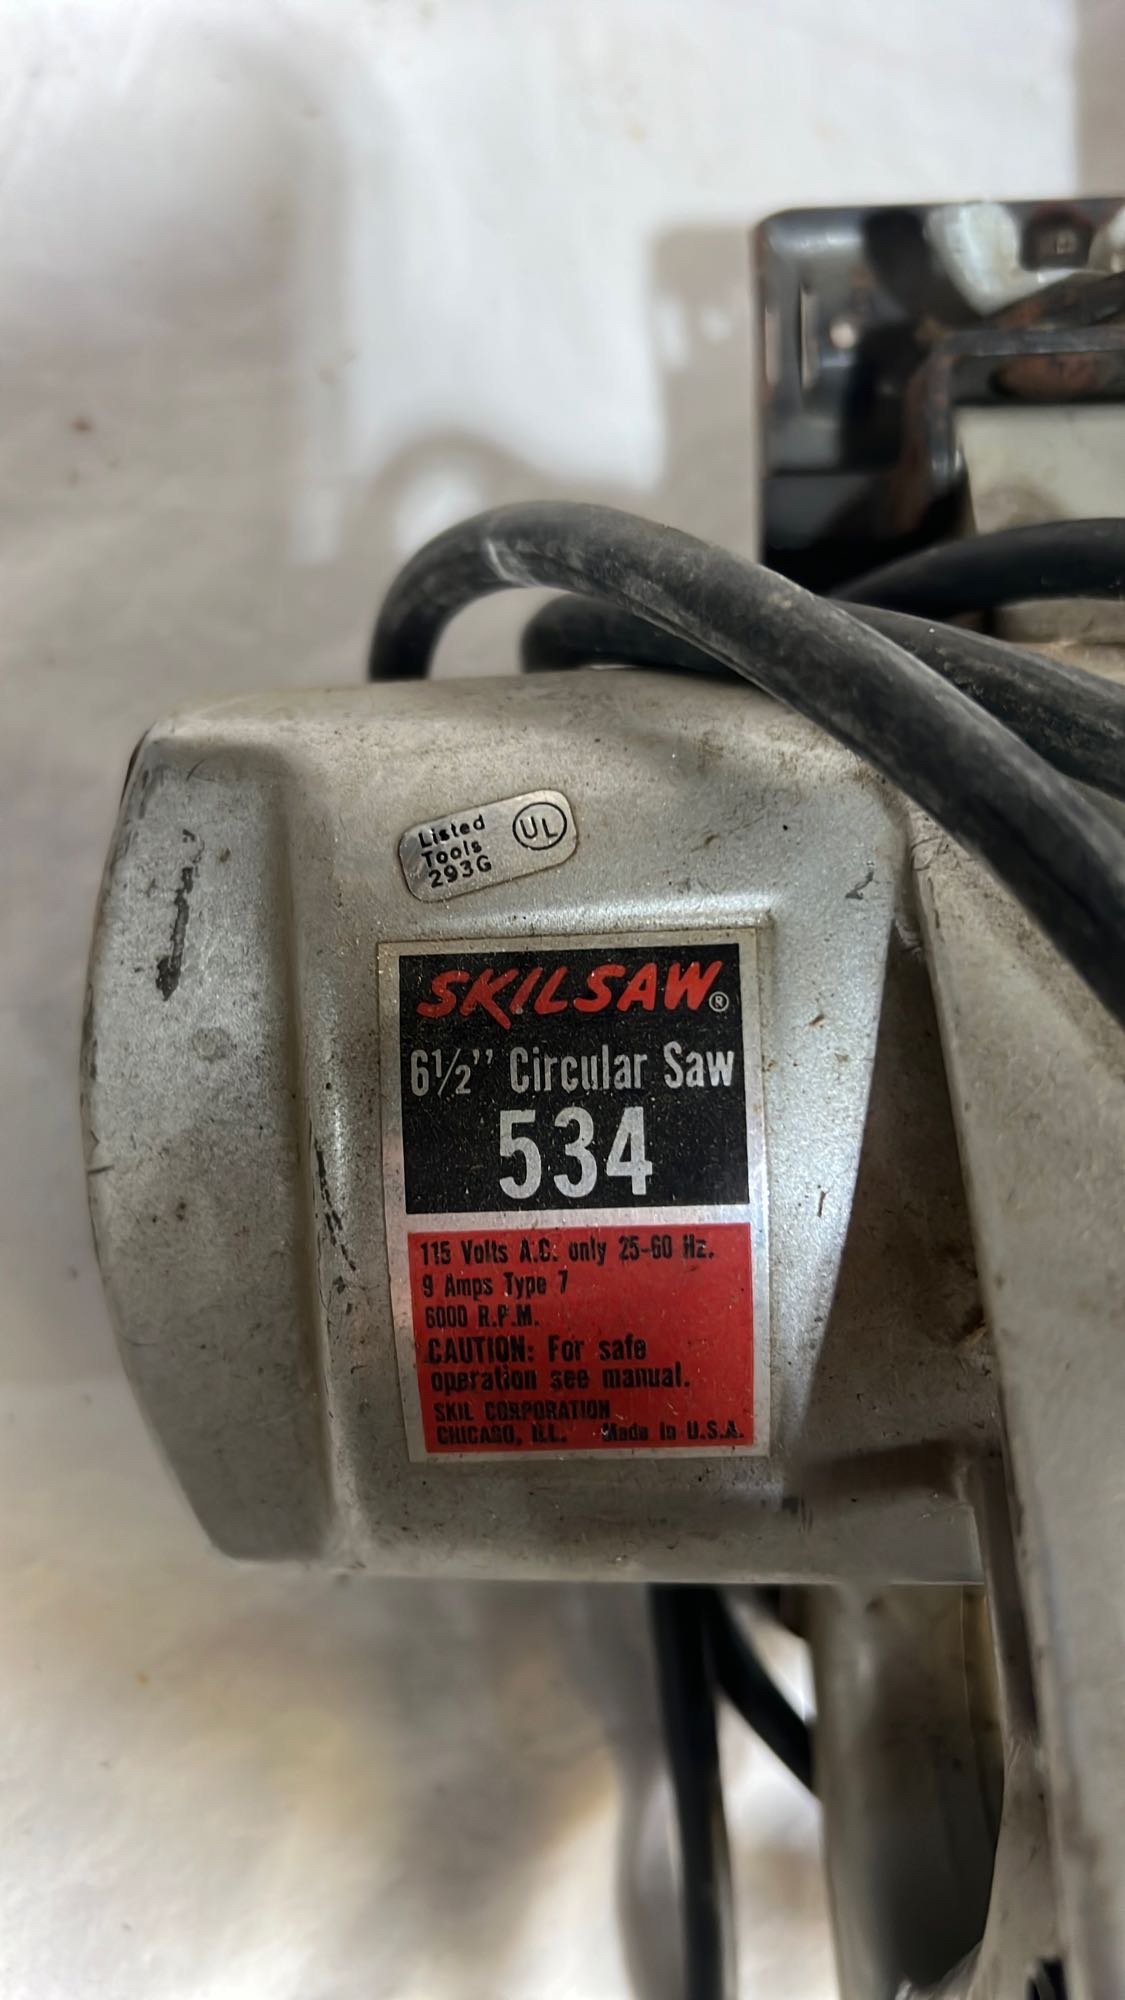 Listed
Tools
293G
UL
SKILSAW®
6½" Circular Saw
534
115 Volts A.C. only 25-60 Hz.
9 Amps Type 7
6000 R.P.M.
CAUTION: For safe
operation see manual.
SKIL CORPORATION
CHICAGO, ILL. Made in U.S.A.